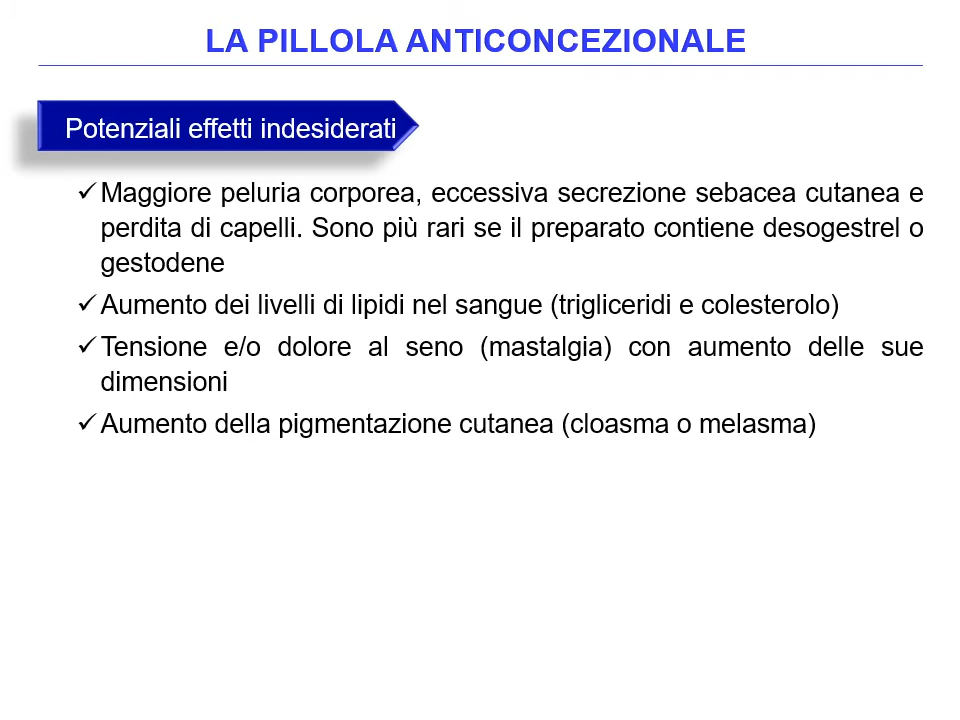 LA PILLOLA ANTICONCEZIONALE
Potenziali effetti indesiderati
✓Maggiore peluria corporea, eccessiva secrezione sebacea cutanea e
perdita di capelli. Sono più rari se il preparato contiene desogestrel o
gestodene
✓Aumento dei livelli di lipidi nel sangue (trigliceridi e colesterolo)
✓Tensione e/o dolore al seno (mastalgia) con aumento delle sue
dimensioni
✓Aumento della pigmentazione cutanea (cloasma o melasma)